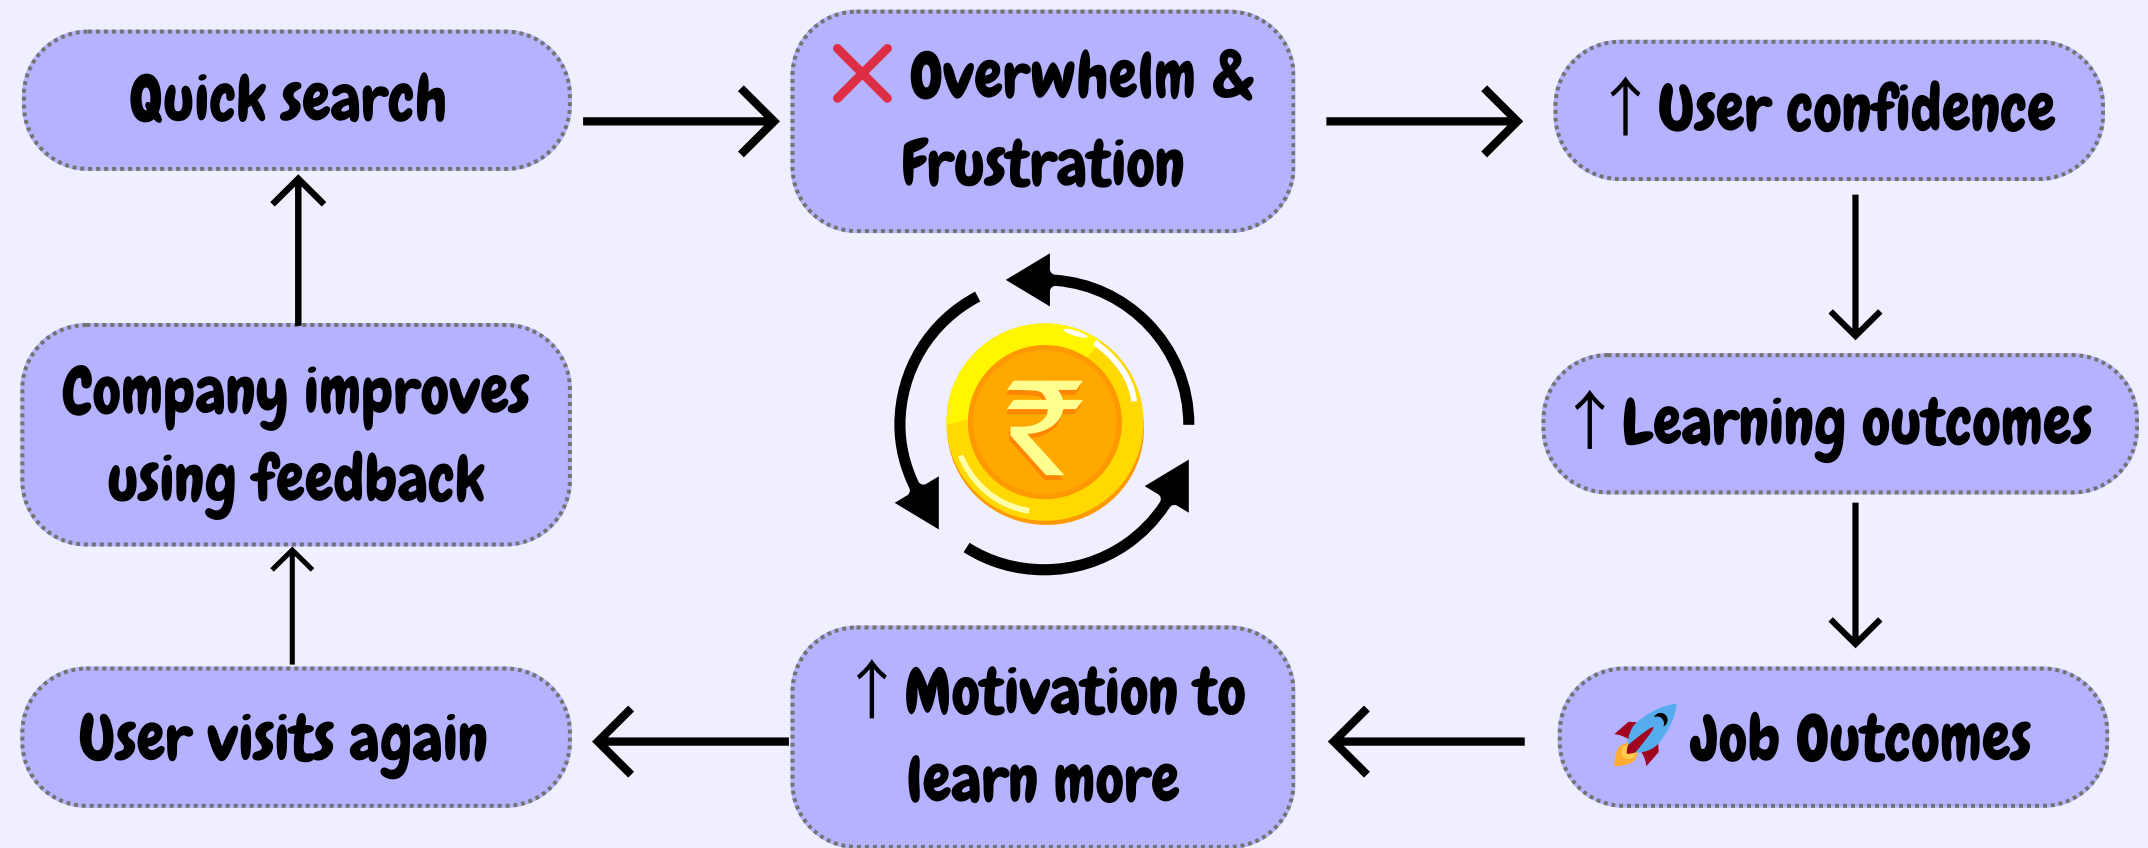 Quick search
❌ Overwhelm &
Frustration
↑ User confidence
Company improves
using feedback
₹
↑ Learning outcomes
User visits again
↑ Motivation to
learn more
🚀 Job Outcomes